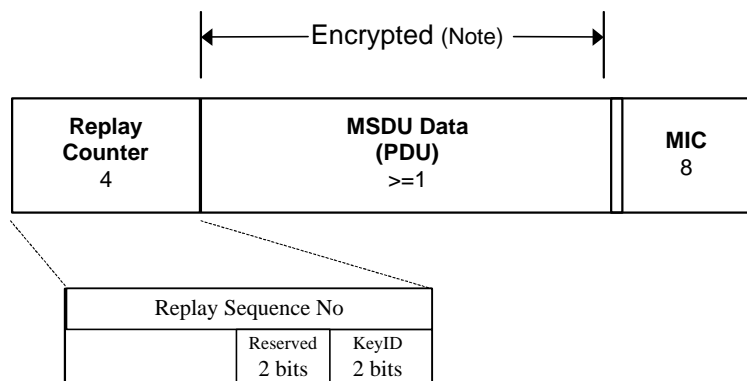 Encrypted (Note)
Replay
Counter
4
MSDU Data
(PDU)
>=1
MIC
8
Replay Sequence No
Reserved
2 bits
KeyID
2 bits